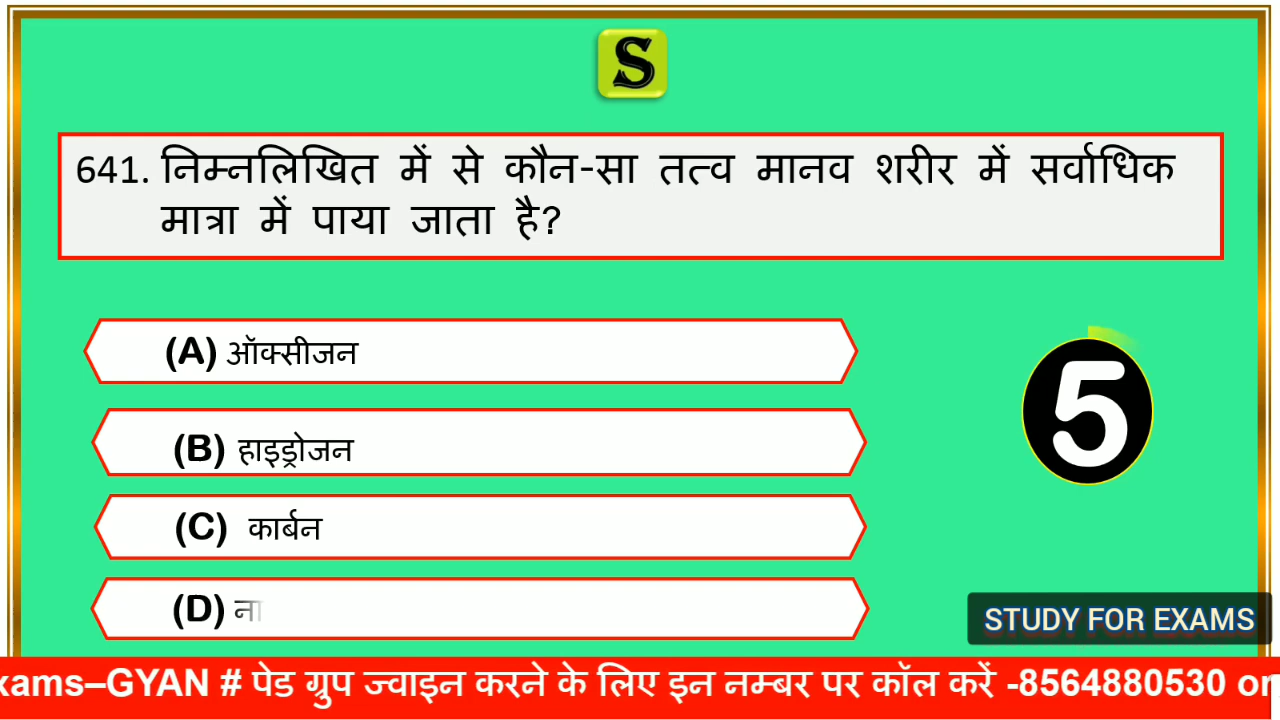 S
641. निम्नलिखित में से कौन-सा तत्व मानव शरीर में सर्वाधिक
मात्रा में पाया जाता है?
(A) ऑक्सीजन
5
(B) हाइड्रोजन
(C) कार्बन
(D)
STUDY FOR EXAMS
–GYAN # पेड ग्रुप ज्वाइन करने के लिए इन नम्बर पर कॉल करें -8564880530